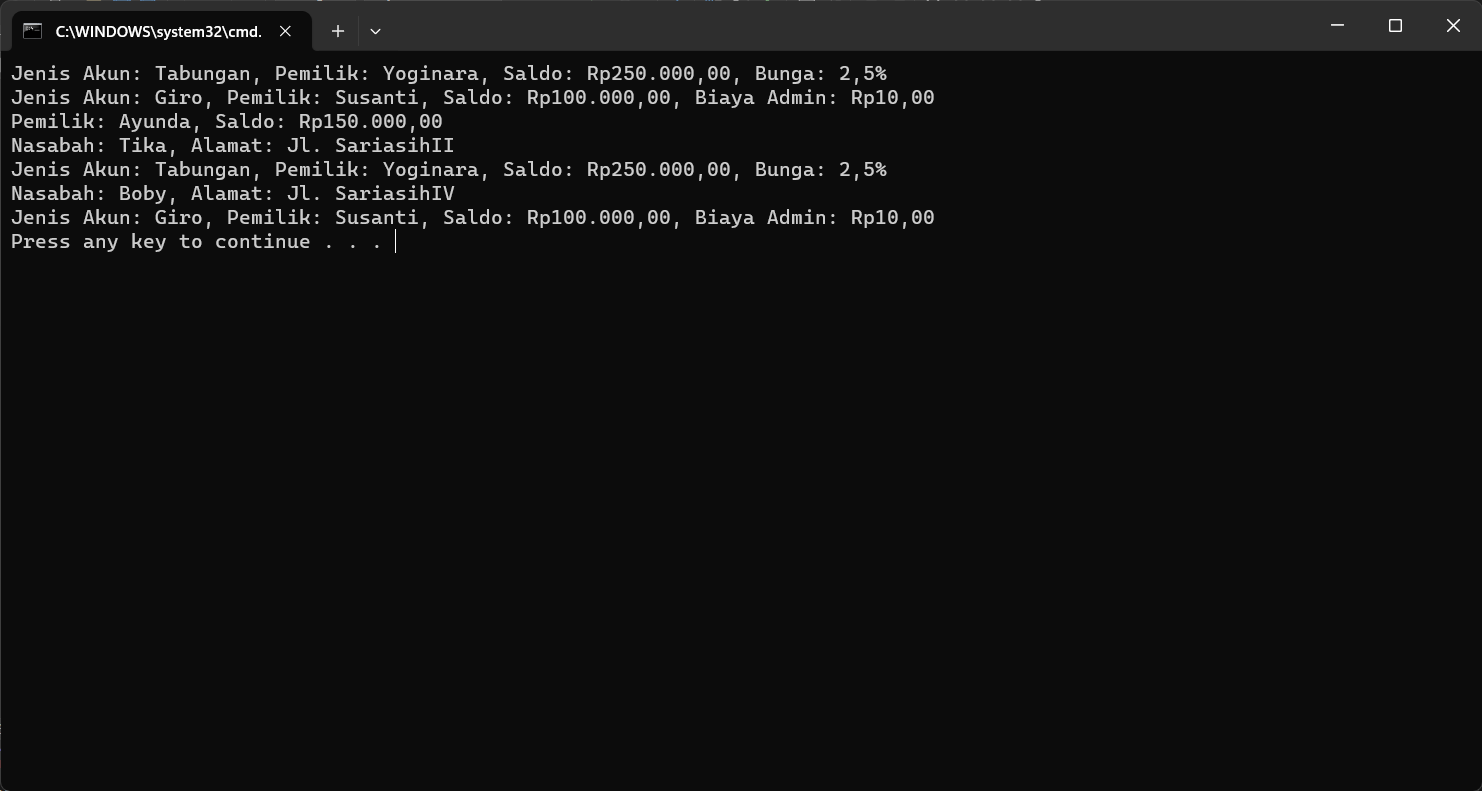 C:\WINDOWS\system32\cmd.
Jenis Akun: Tabungan, Pemilik: Yoginara, Saldo: Rp250.000,00, Bunga: 2,5%
Jenis Akun: Giro, Pemilik: Susanti, Saldo: Rp100.000,00, Biaya Admin: Rp10,00
Pemilik: Ayunda, Saldo: Rp150.000,00
Nasabah: Tika, Alamat: Jl. SariasihII
Jenis Akun: Tabungan, Pemilik: Yoginara, Saldo: Rp250.000,00, Bunga: 2,5%
Nasabah: Boby, Alamat: Jl. SariasihIV
Jenis Akun: Giro, Pemilik: Susanti, Saldo: Rp100.000,00, Biaya Admin: Rp10,00
Press any key to continue . . .